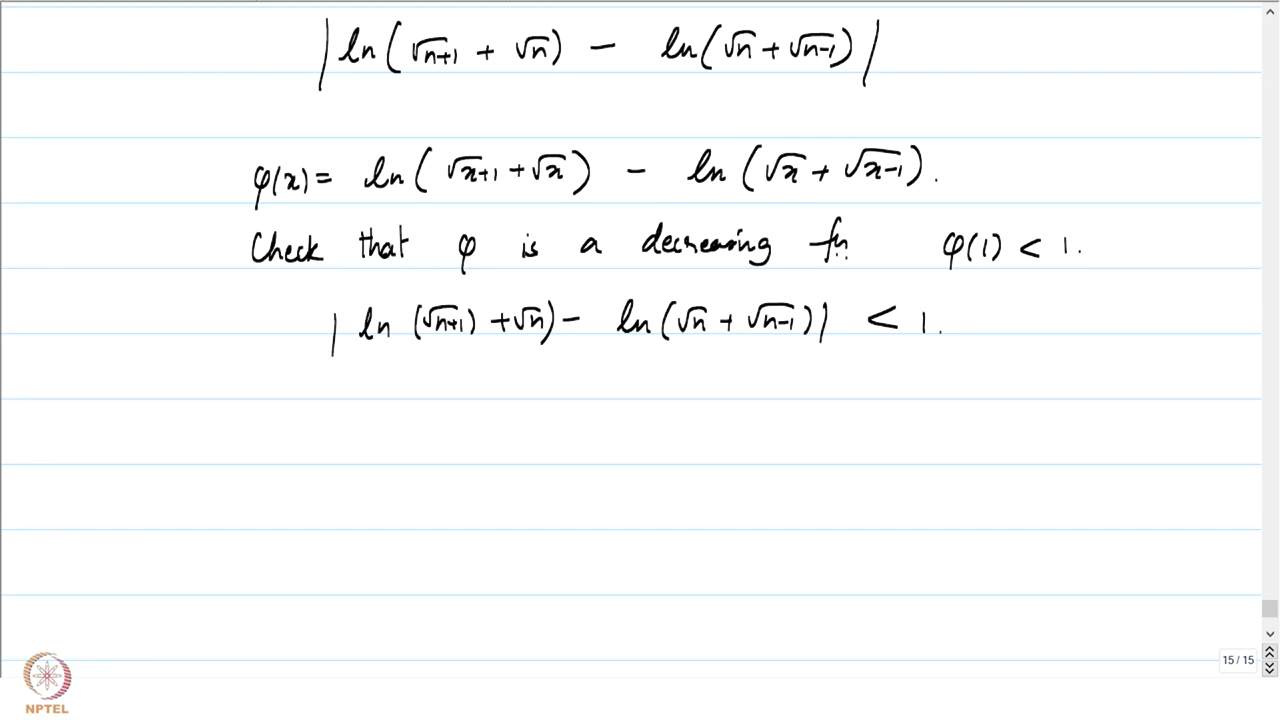 | ln(√n+1 + √n) − ln(√n + √n−1) |
φ(x) = ln(√x+1 + √x) − ln(√x + √x−1).
Check that φ is a decreasing fn. φ(1) < 1.
| ln (√n+1) + √n) − ln(√n + √n−1) | < 1.
15 / 15
NPTEL